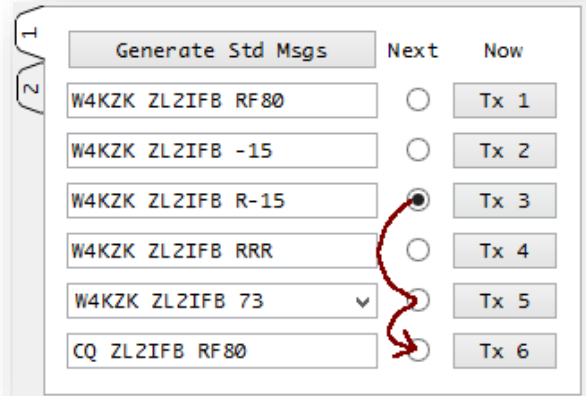 1
Generate Std Msgs Next Now
W4KZK ZL2IFB RF80 Tx 1
2
W4KZK ZL2IFB -15 Tx 2
W4KZK ZL2IFB R-15 Tx 3
W4KZK ZL2IFB RRR Tx 4
W4KZK ZL2IFB 73 Tx 5
CQ ZL2IFB RF80 Tx 6